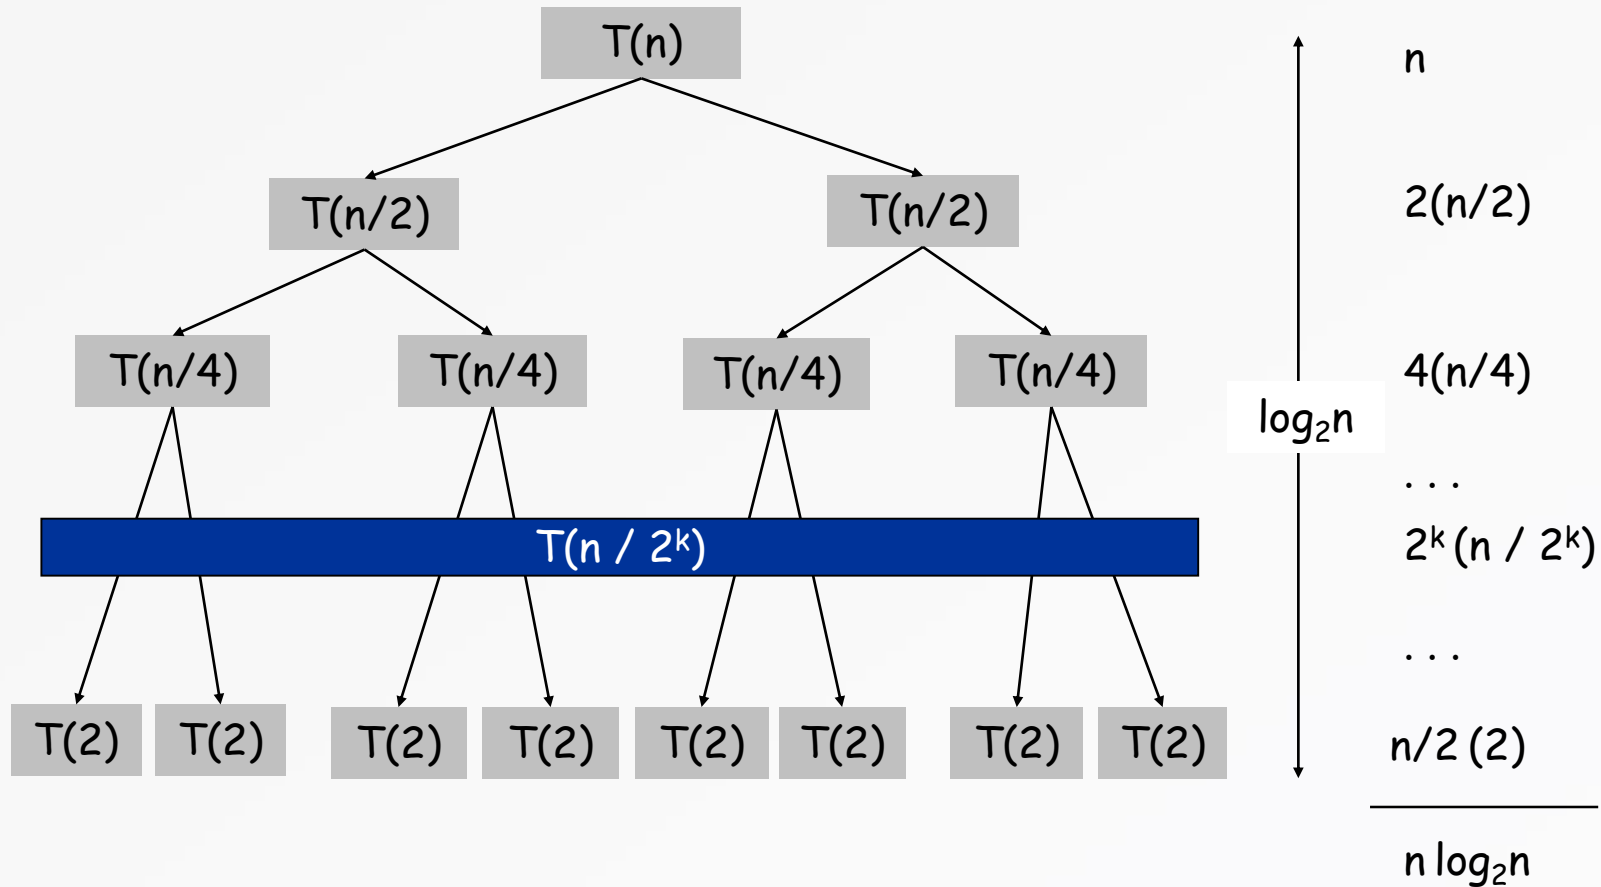 T(n)
n
T(n/2) T(n/2)
2(n/2)
T(n/4) T(n/4) T(n/4) T(n/4)
4(n/4)
log₂n
. . .
T(n / 2ᵏ)
2ᵏ (n / 2ᵏ)
. . .
T(2) T(2) T(2) T(2) T(2) T(2) T(2) T(2)
n/2 (2)
n log₂n